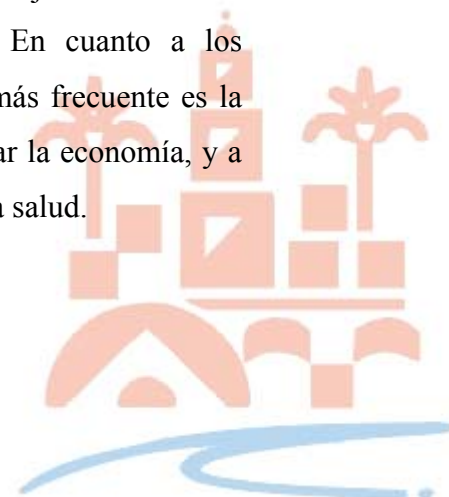 En cuanto a los
más frecuente es la
ar la economía, y a
a salud.